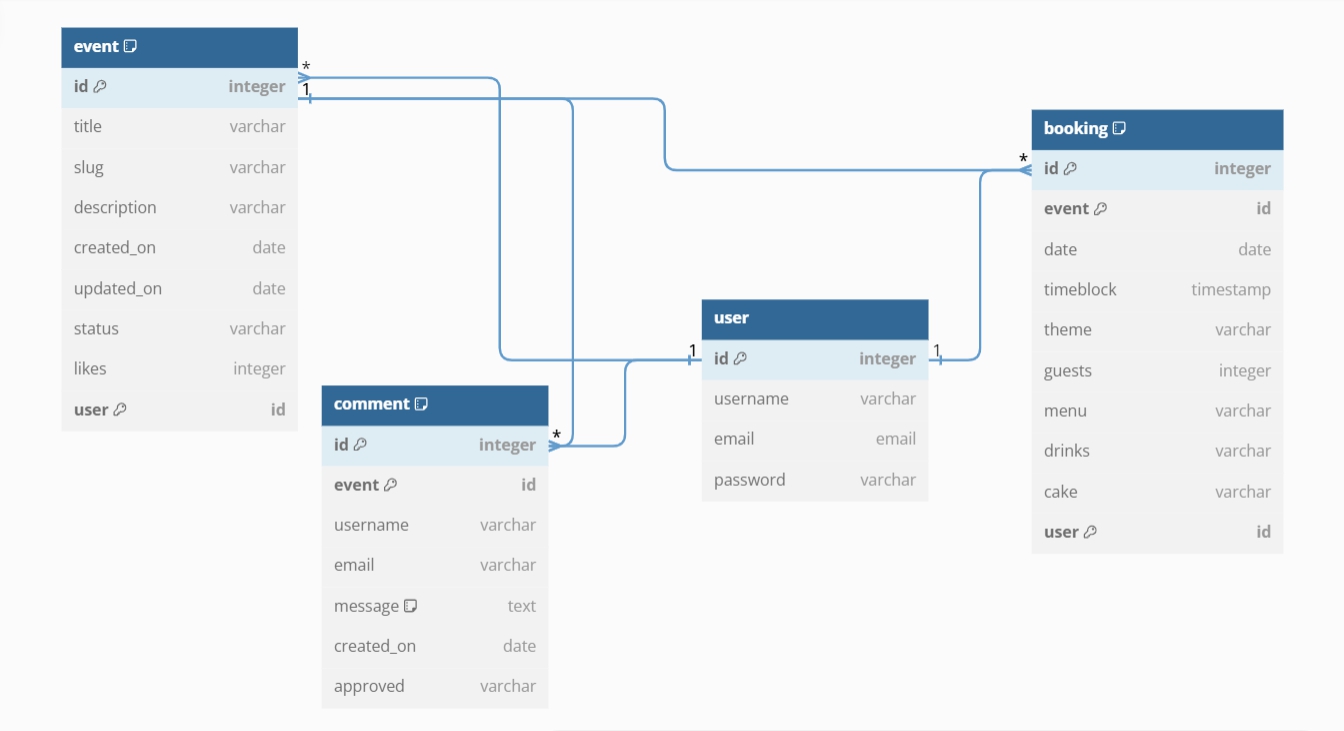 event
*
id integer
1
title varchar
slug varchar
description varchar
created_on date
updated_on date
status varchar
likes integer
user id
booking
*
id integer
event id
date date
timeblock timestamp
theme varchar
guests integer
menu varchar
drinks varchar
cake varchar
user id
user
1
id integer
1
username varchar
email email
password varchar
comment
*
id integer
event id
username varchar
email varchar
message text
created_on date
approved varchar